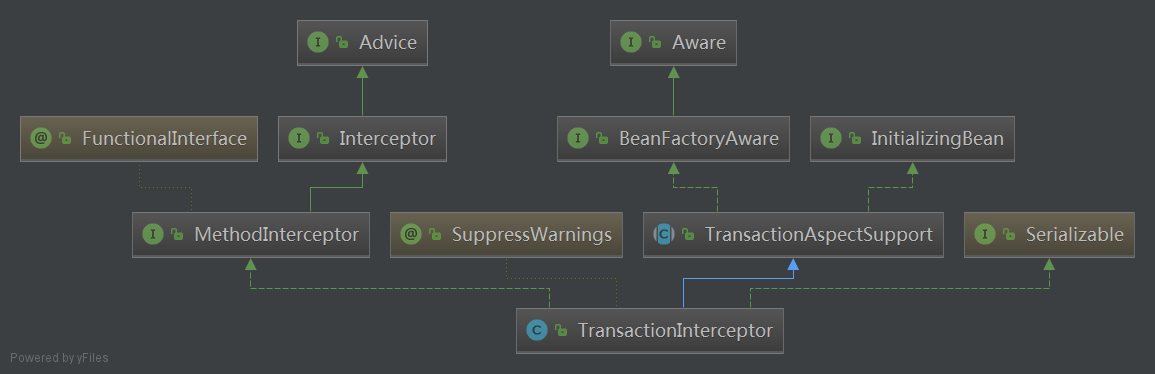 Advice
Aware
FunctionalInterface
Interceptor
BeanFactoryAware
InitializingBean
MethodInterceptor
SuppressWarnings
TransactionAspectSupport
Serializable
TransactionInterceptor
Powered by yFiles